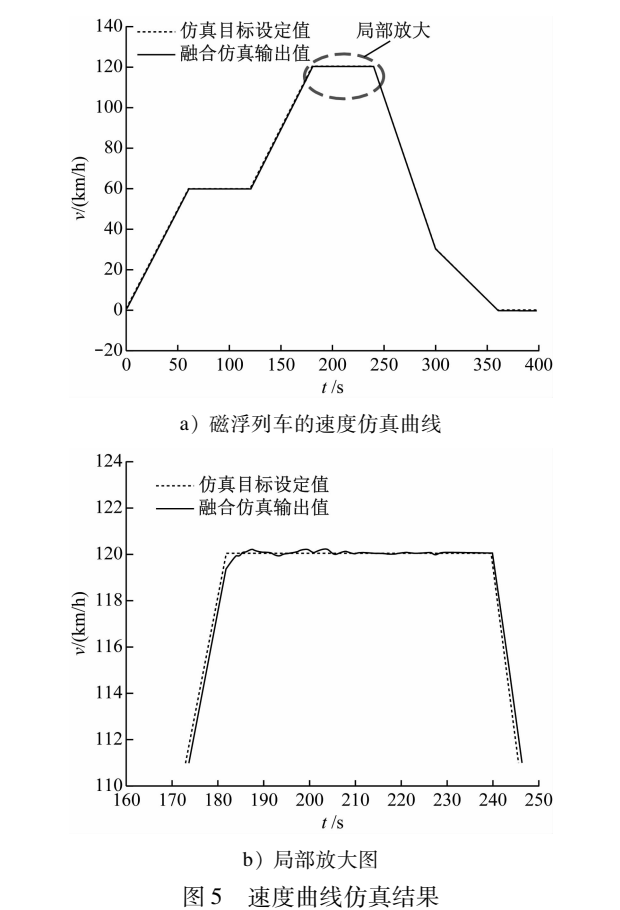 140
仿真目标设定值
局部放大
融合仿真输出值
120
100
80
60
40
20
0
−20
v/(km/h)
0 50 100 150 200 250 300 350 400
t /s
a）磁浮列车的速度仿真曲线
124
仿真目标设定值
122
融合仿真输出值
120
118
116
114
112
110
v/(km/h)
160 170 180 190 200 210 220 230 240 250
t /s
b）局部放大图
图 5 速度曲线仿真结果